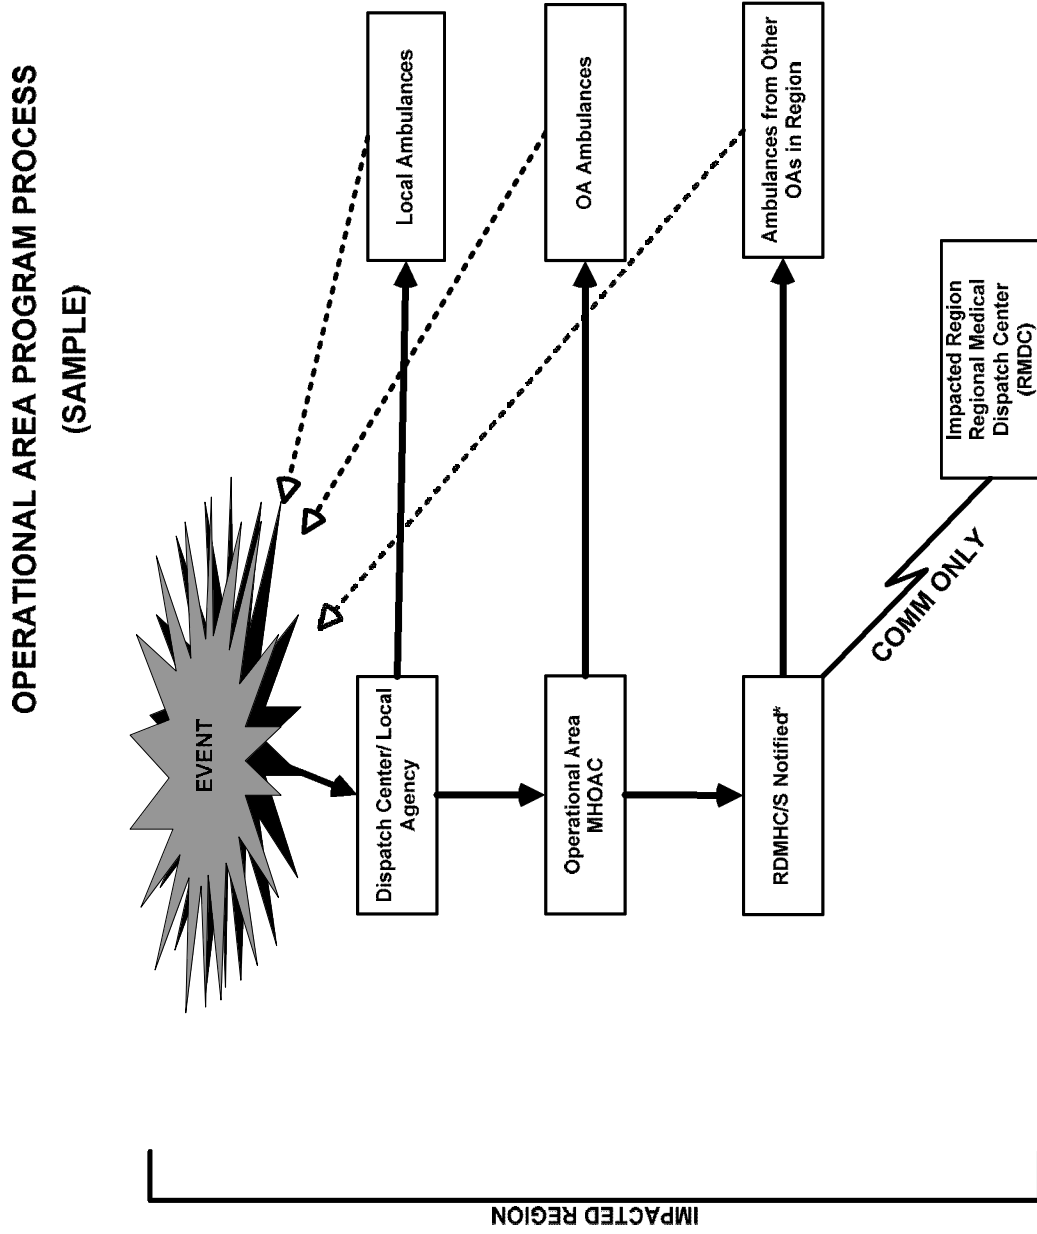 OPERATIONAL AREA PROGRAM PROCESS
(SAMPLE)
EVENT
Dispatch Center/ Local
Agency
Local Ambulances
Operational Area
MHOAC
OA Ambulances
RDMHC/S Notified*
Ambulances from Other
OAs in Region
COMM ONLY
Impacted Region
Regional Medical
Dispatch Center
(RMDC)
IMPACTED REGION